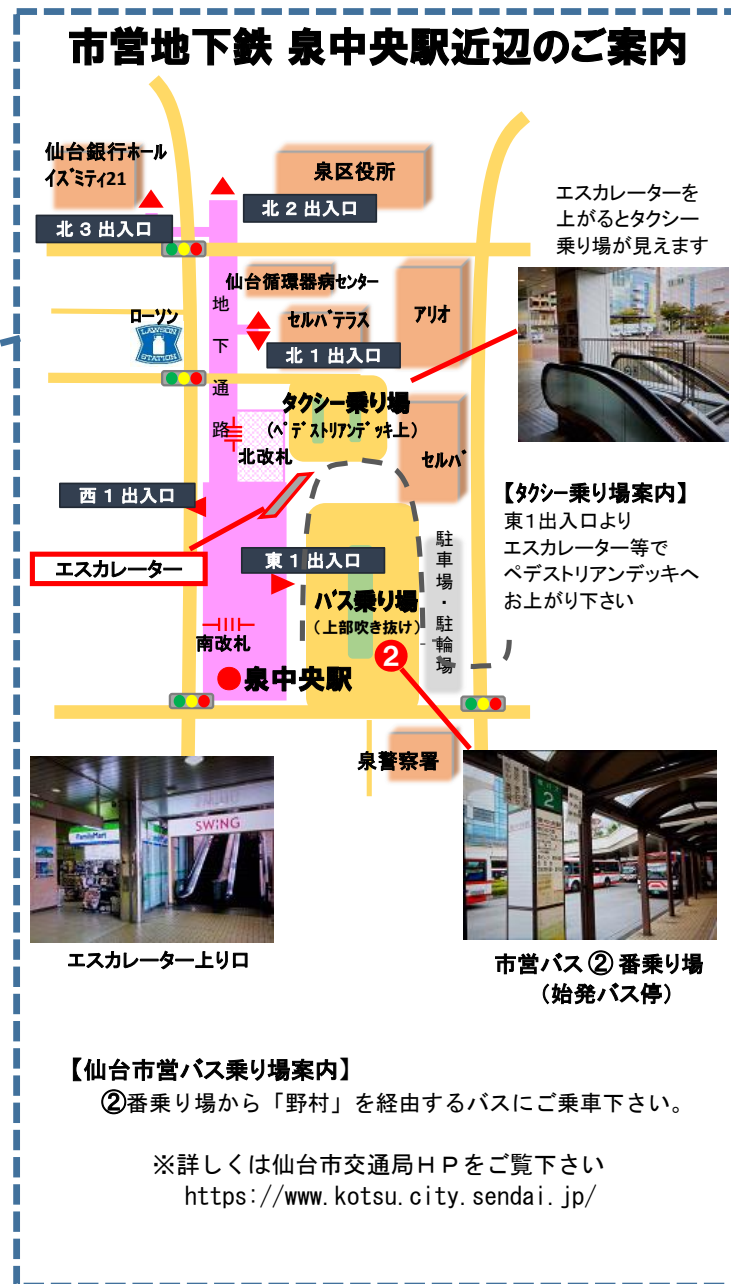 市営地下鉄 泉中央駅近辺のご案内
仙台銀行ホール
イズミティ21
泉区役所
北２出入口
北３出入口
エスカレーターを
上がるとタクシー
乗り場が見えます
仙台循環器病センター
ローソン
LAWSON
STATION
セルバテラス
アリオ
北１出入口
地下通路
タクシー乗り場
(ペデストリアンデッキ上)
北改札
セルバ
西１出入口
【タクシー乗り場案内】
東1出入口より
エスカレーター等で
ペデストリアンデッキへ
お上がり下さい
エスカレーター
東１出入口
駐車場・駐輪場
バス乗り場
(上部吹き抜け)
南改札
2
泉中央駅
泉警察署
FamilyMart
SWING
2
エスカレーター上り口
市営バス②番乗り場
(始発バス停)
【仙台市営バス乗り場案内】
②番乗り場から「野村」を経由するバスにご乗車下さい。
※詳しくは仙台市交通局ＨＰをご覧下さい
https://www.kotsu.city.sendai.jp/